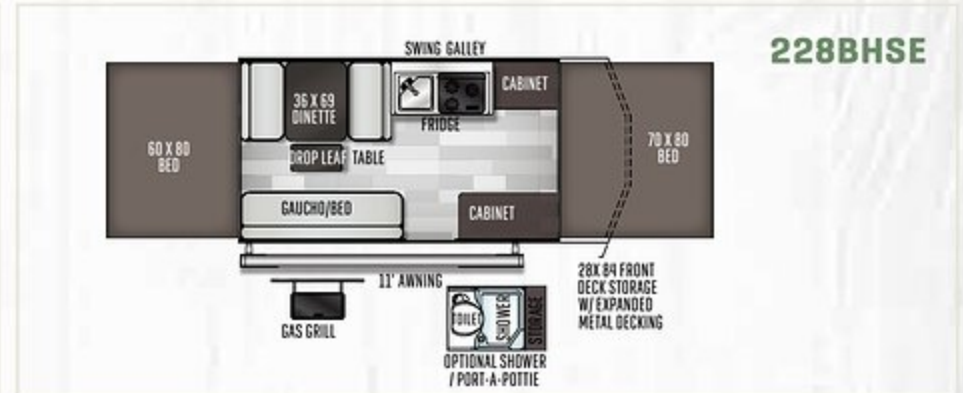 SWING GALLEY
228BHSE
36 X 69
DINETTE
CABINET
FRIDGE
60 X 80
BED
70 X 80
BED
DROP LEAF TABLE
GAUCHO/BED
CABINET
11' AWNING
GAS GRILL
28X 84 FRONT
DECK STORAGE
W/ EXPANDED
METAL DECKING
TOILET
SHOWER
STORAGE
OPTIONAL SHOWER
/ PORT-A-POTTIE